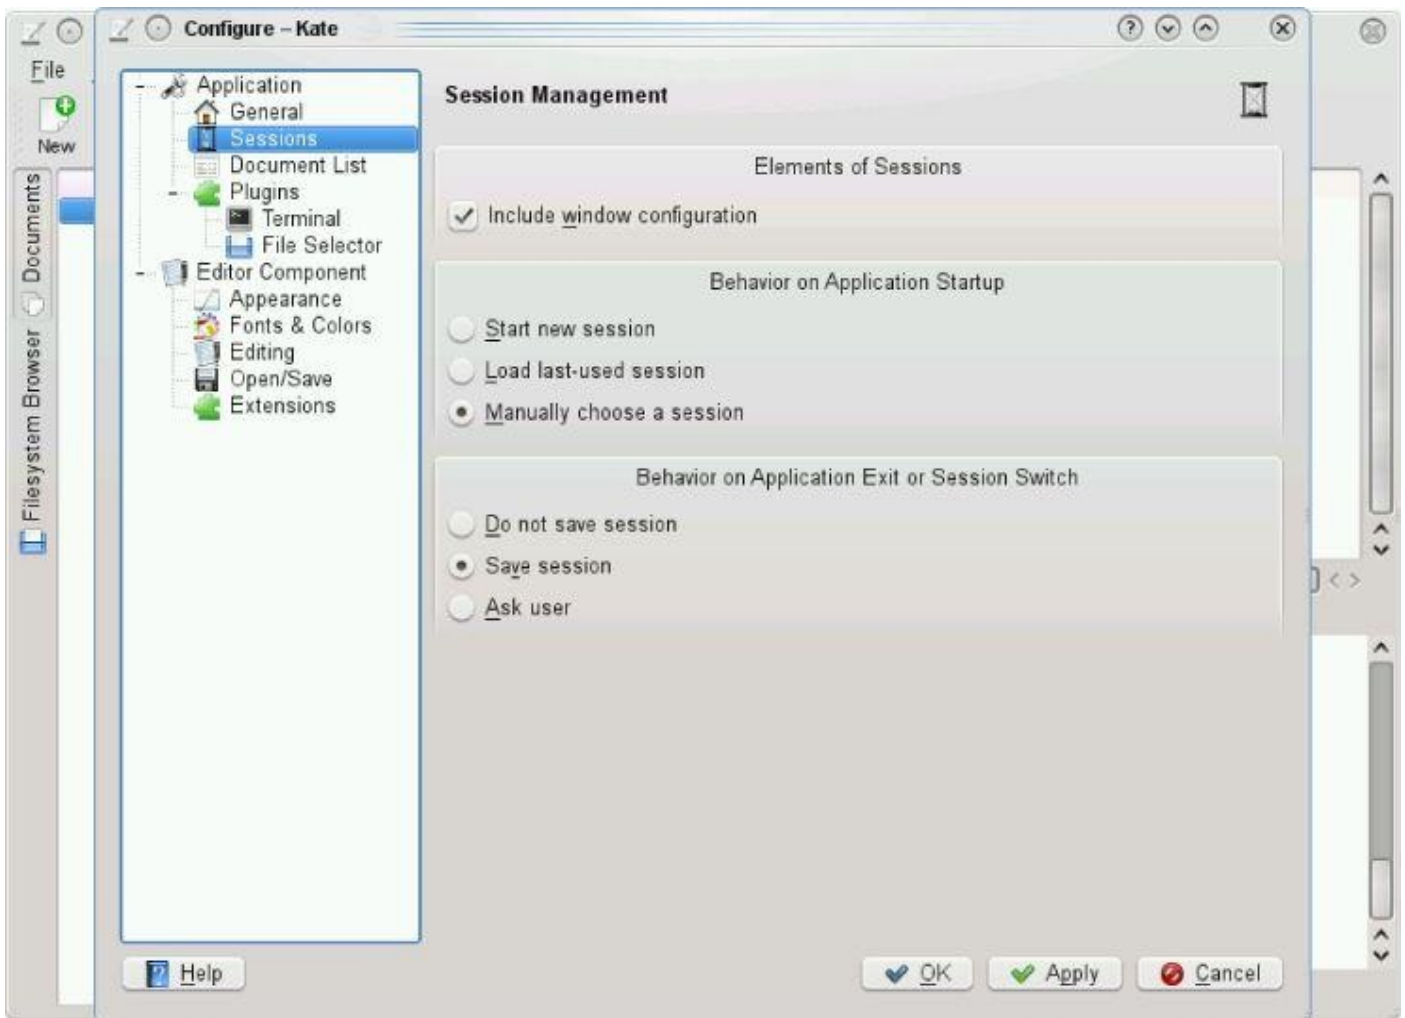 Configure – Kate
File
New
Documents
Filesystem Browser
Application
General
Sessions
Document List
Plugins
Terminal
File Selector
Editor Component
Appearance
Fonts & Colors
Editing
Open/Save
Extensions
Session Management
Elements of Sessions
Include window configuration
Behavior on Application Startup
Start new session
Load last-used session
Manually choose a session
Behavior on Application Exit or Session Switch
Do not save session
Save session
Ask user
Help
OK
Apply
Cancel